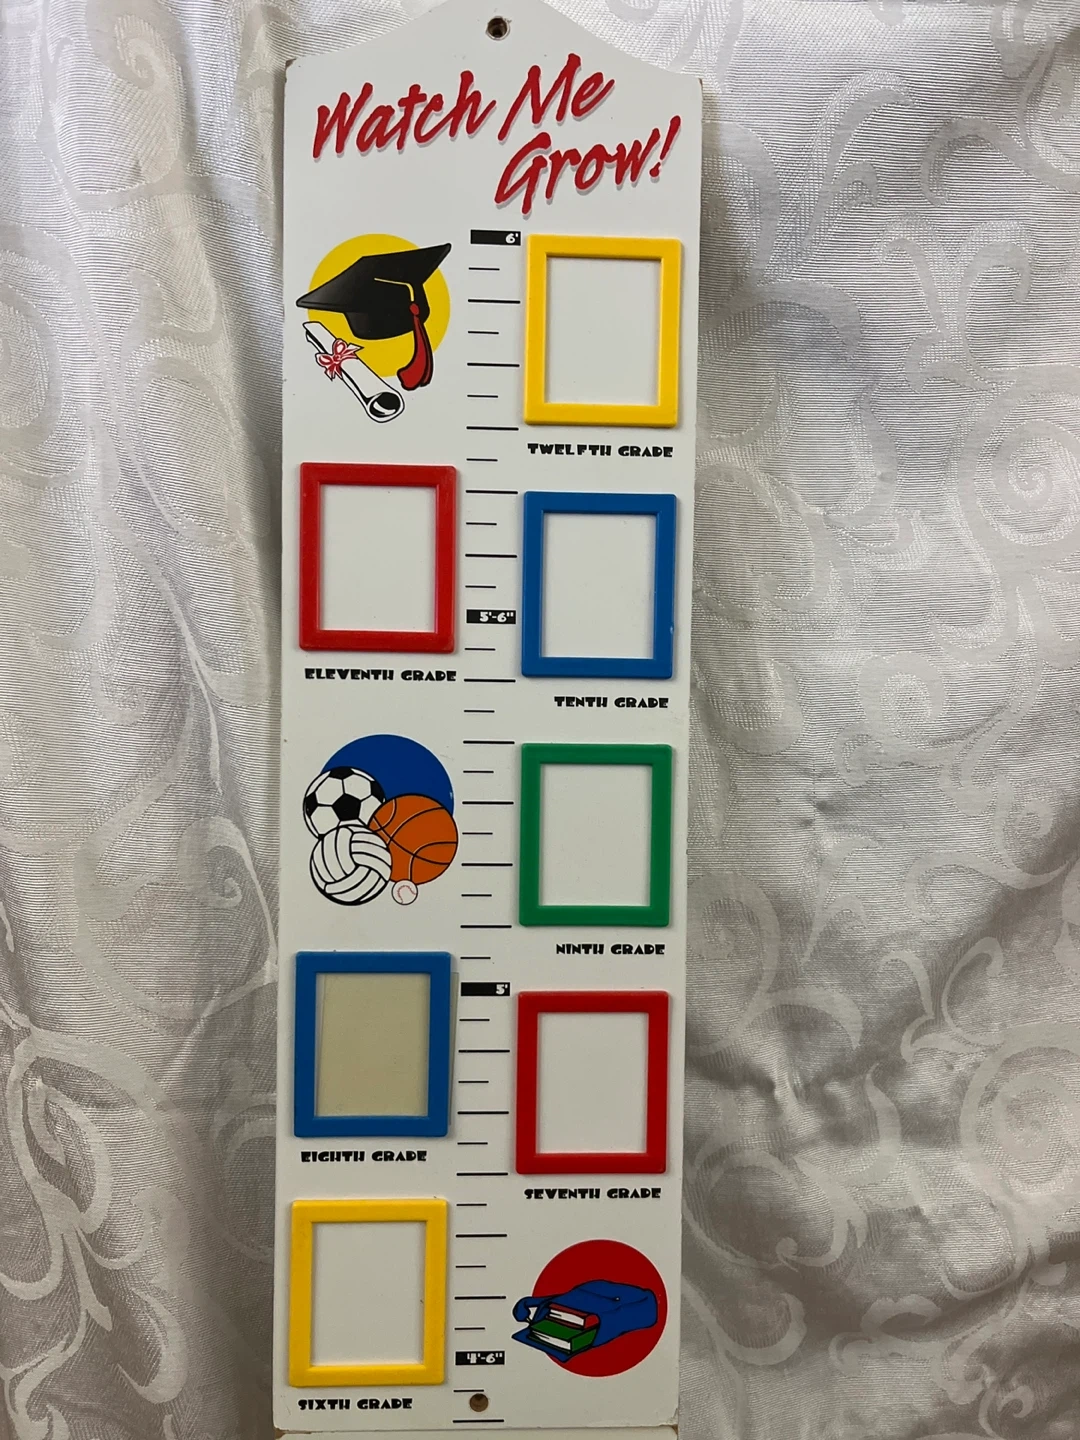 Watch Me
Grow!
6'
TWELFTH GRADE
5'-6"
ELEVENTH GRADE
TENTH GRADE
NINTH GRADE
5'
EIGHTH GRADE
SEVENTH GRADE
4'-6"
SIXTH GRADE